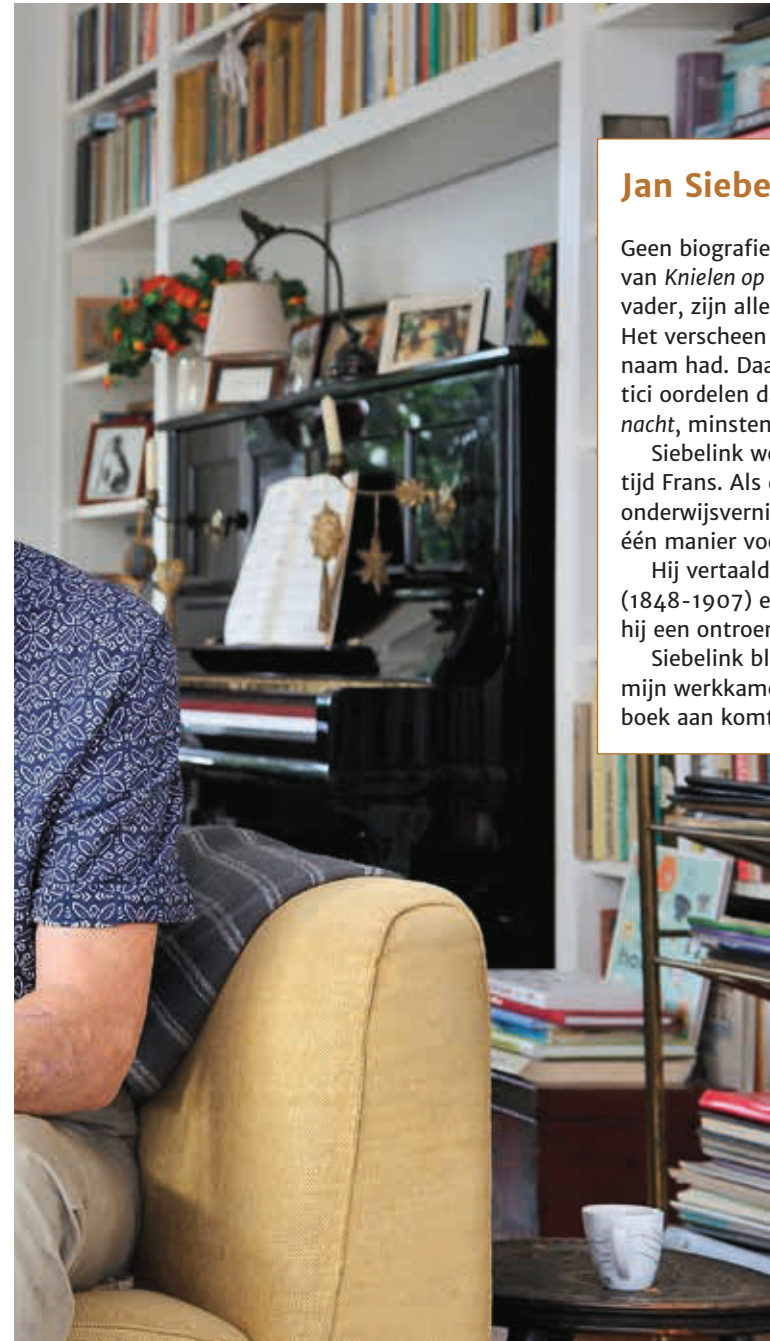 Jan Siebe
Geen biografie
van Knielen op
vader, zijn alle
Het verscheen
naam had. Daa
tici oordelen d
nacht, minsten
Siebelink we
tijd Frans. Als
onderwijsverni
één manier voo
Hij vertaald
(1848-1907) e
hij een ontroer
Siebelink bl
mijn werkkame
boek aan komt